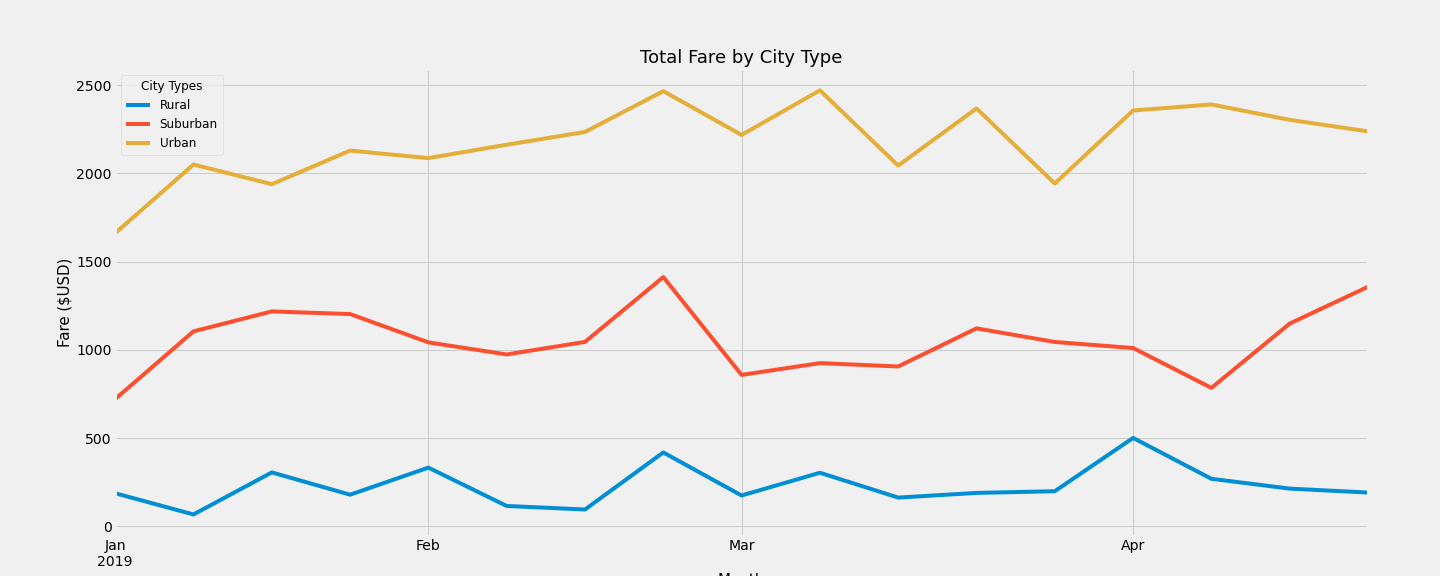 Total Fare by City Type
City Types
Rural
Suburban
Urban
Fare ($USD)
2500
2000
1500
1000
500
0
Jan
2019
Feb
Mar
Apr